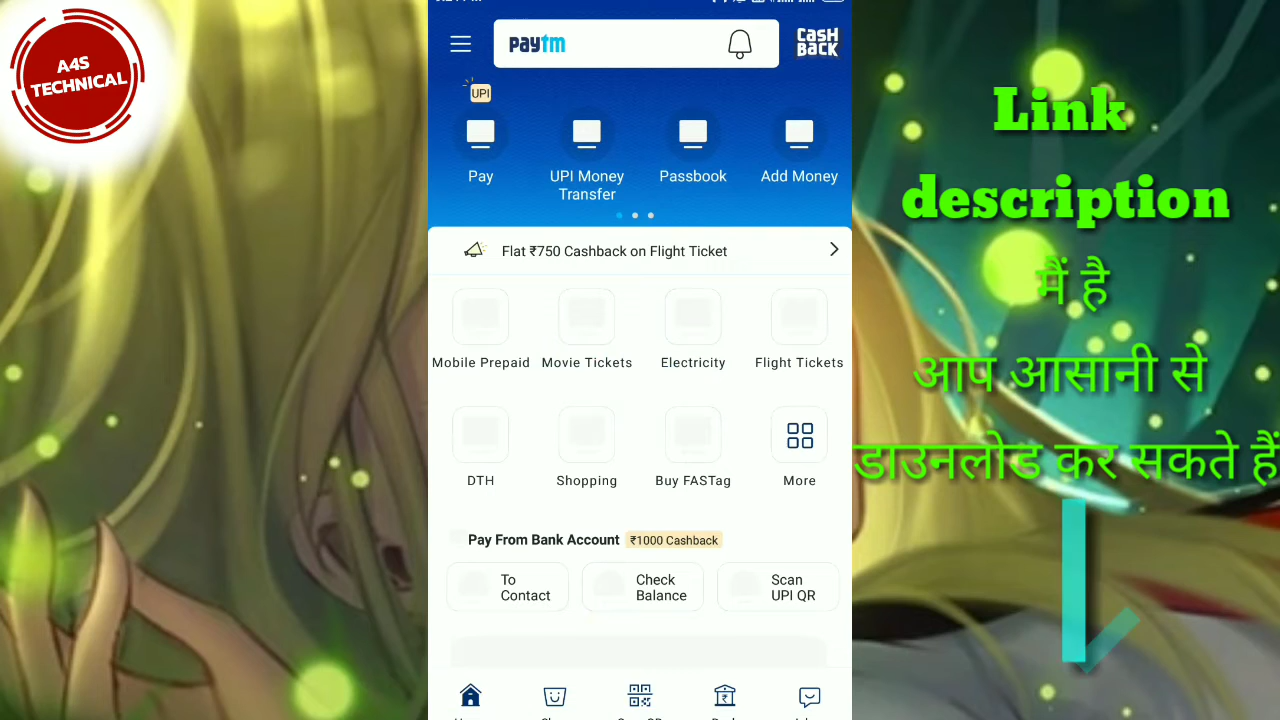 A4S
TECHNICAL
paytm
CASH
BACK
UPI
Pay
UPI Money
Transfer
Passbook
Add Money
Flat ₹750 Cashback on Flight Ticket
Mobile Prepaid
Movie Tickets
Electricity
Flight Tickets
DTH
Shopping
Buy FASTag
More
Pay From Bank Account
₹1000 Cashback
To
Contact
Check
Balance
Scan
UPI QR
Link
description
मैं है
आप आसानी से
डाउनलोड कर सकते हैं